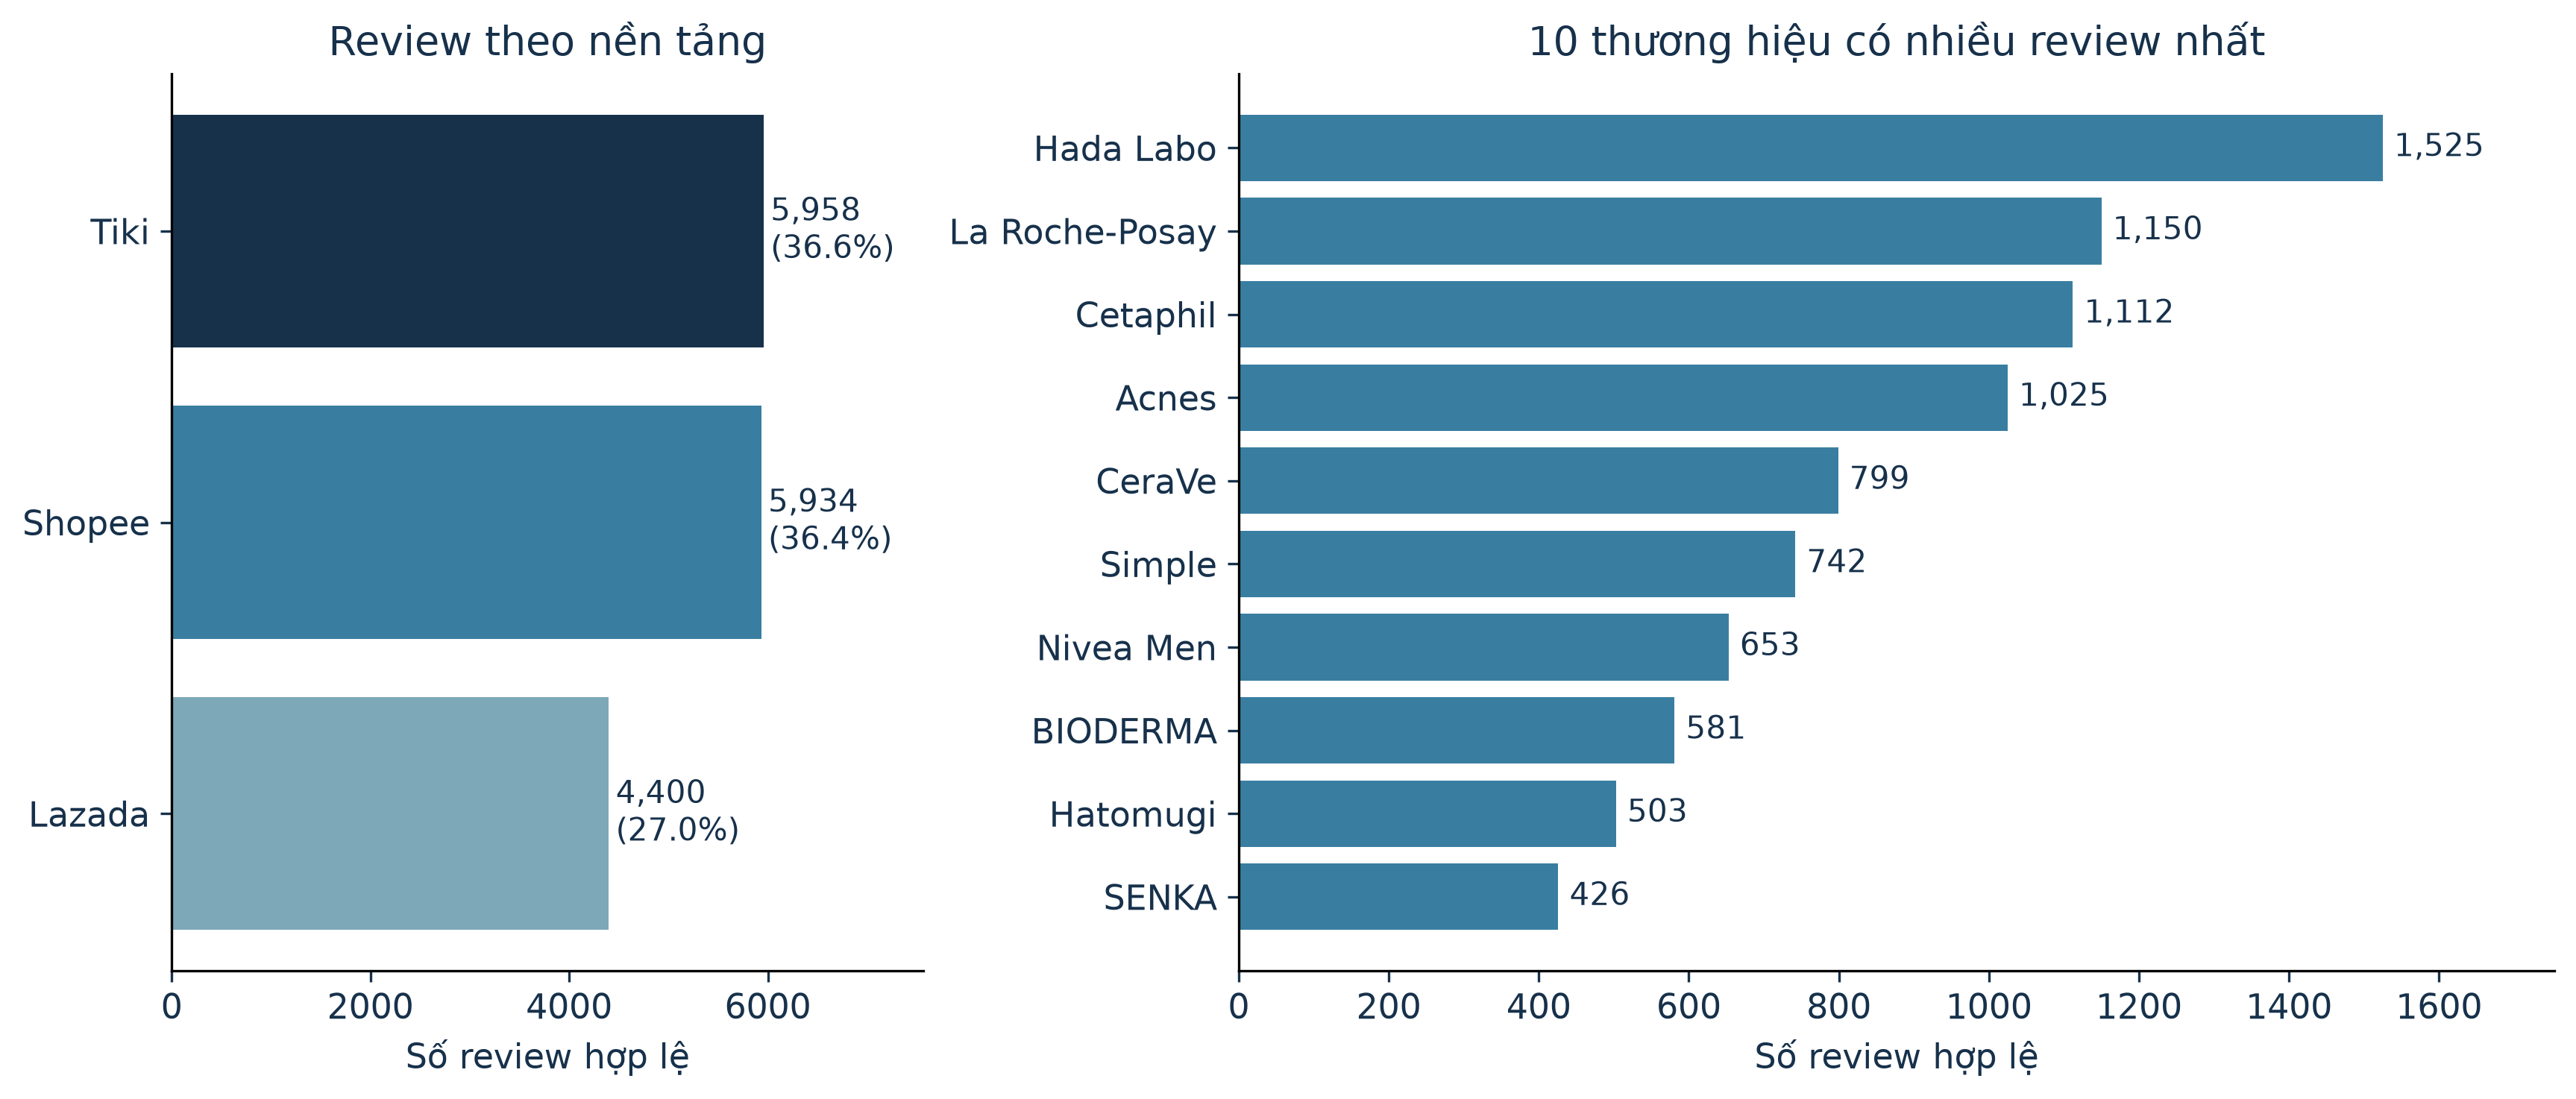 Review theo nền tảng
Tiki
5,958
(36.6%)
Shopee
5,934
(36.4%)
Lazada
4,400
(27.0%)
0 2000 4000 6000
Số review hợp lệ
10 thương hiệu có nhiều review nhất
Hada Labo 1,525
La Roche-Posay 1,150
Cetaphil 1,112
Acnes 1,025
CeraVe 799
Simple 742
Nivea Men 653
BIODERMA 581
Hatomugi 503
SENKA 426
0 200 400 600 800 1000 1200 1400 1600
Số review hợp lệ